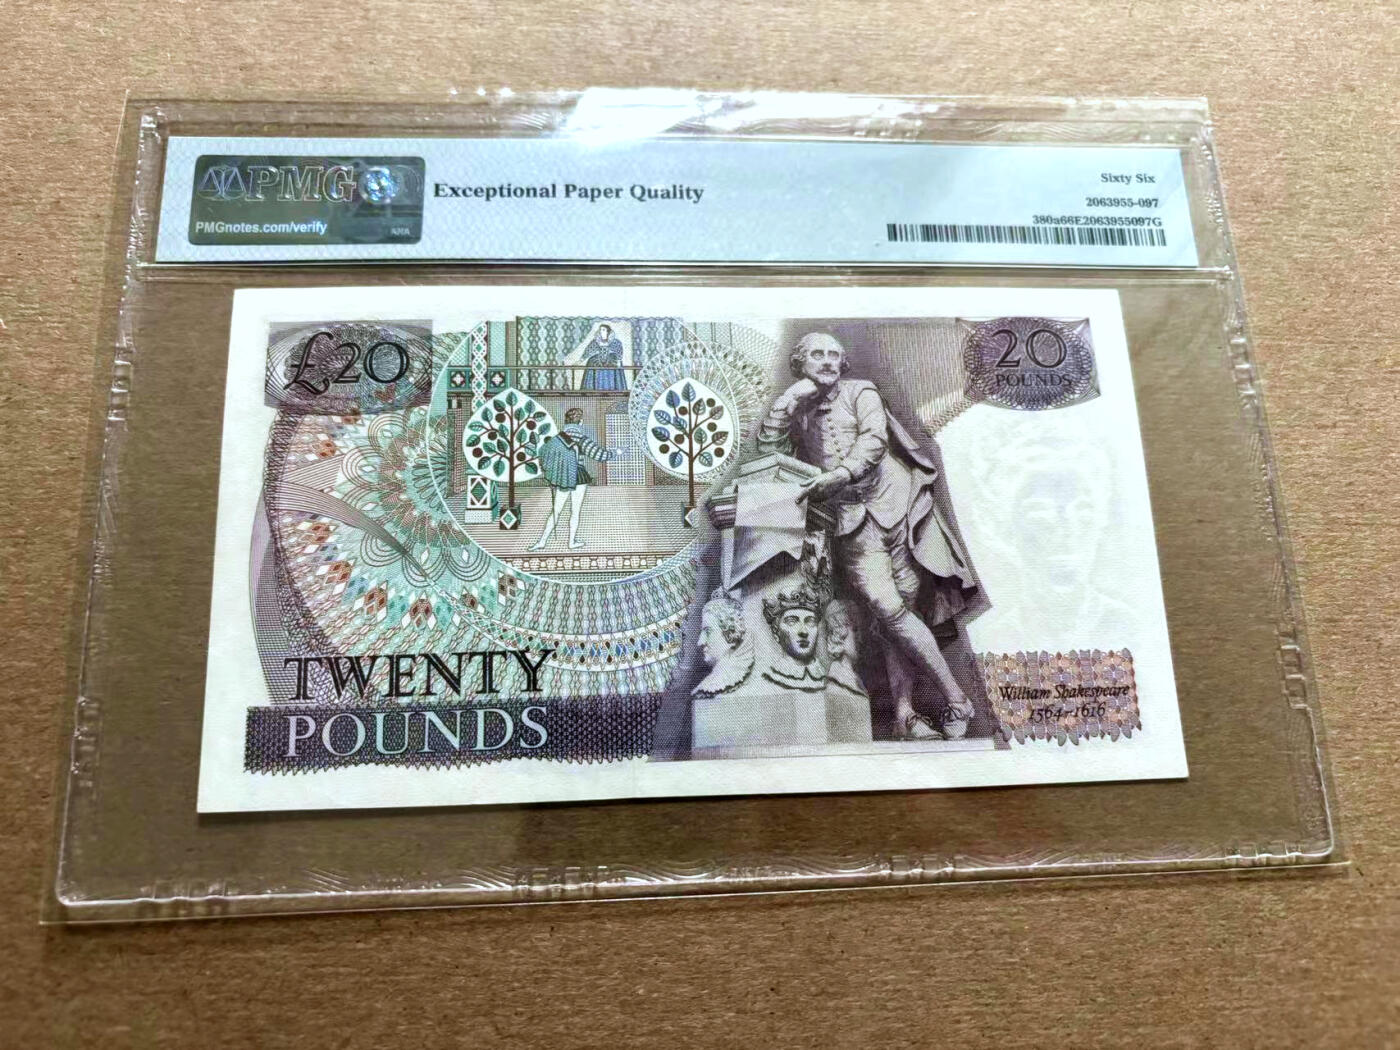 PMG
PMGnotes.com/verify
ANA
Exceptional Paper Quality
Sixty Six
2063955-097
380a66E2063955097G
£20
20
POUNDS
TWENTY
POUNDS
William Shakespeare
1564-1616